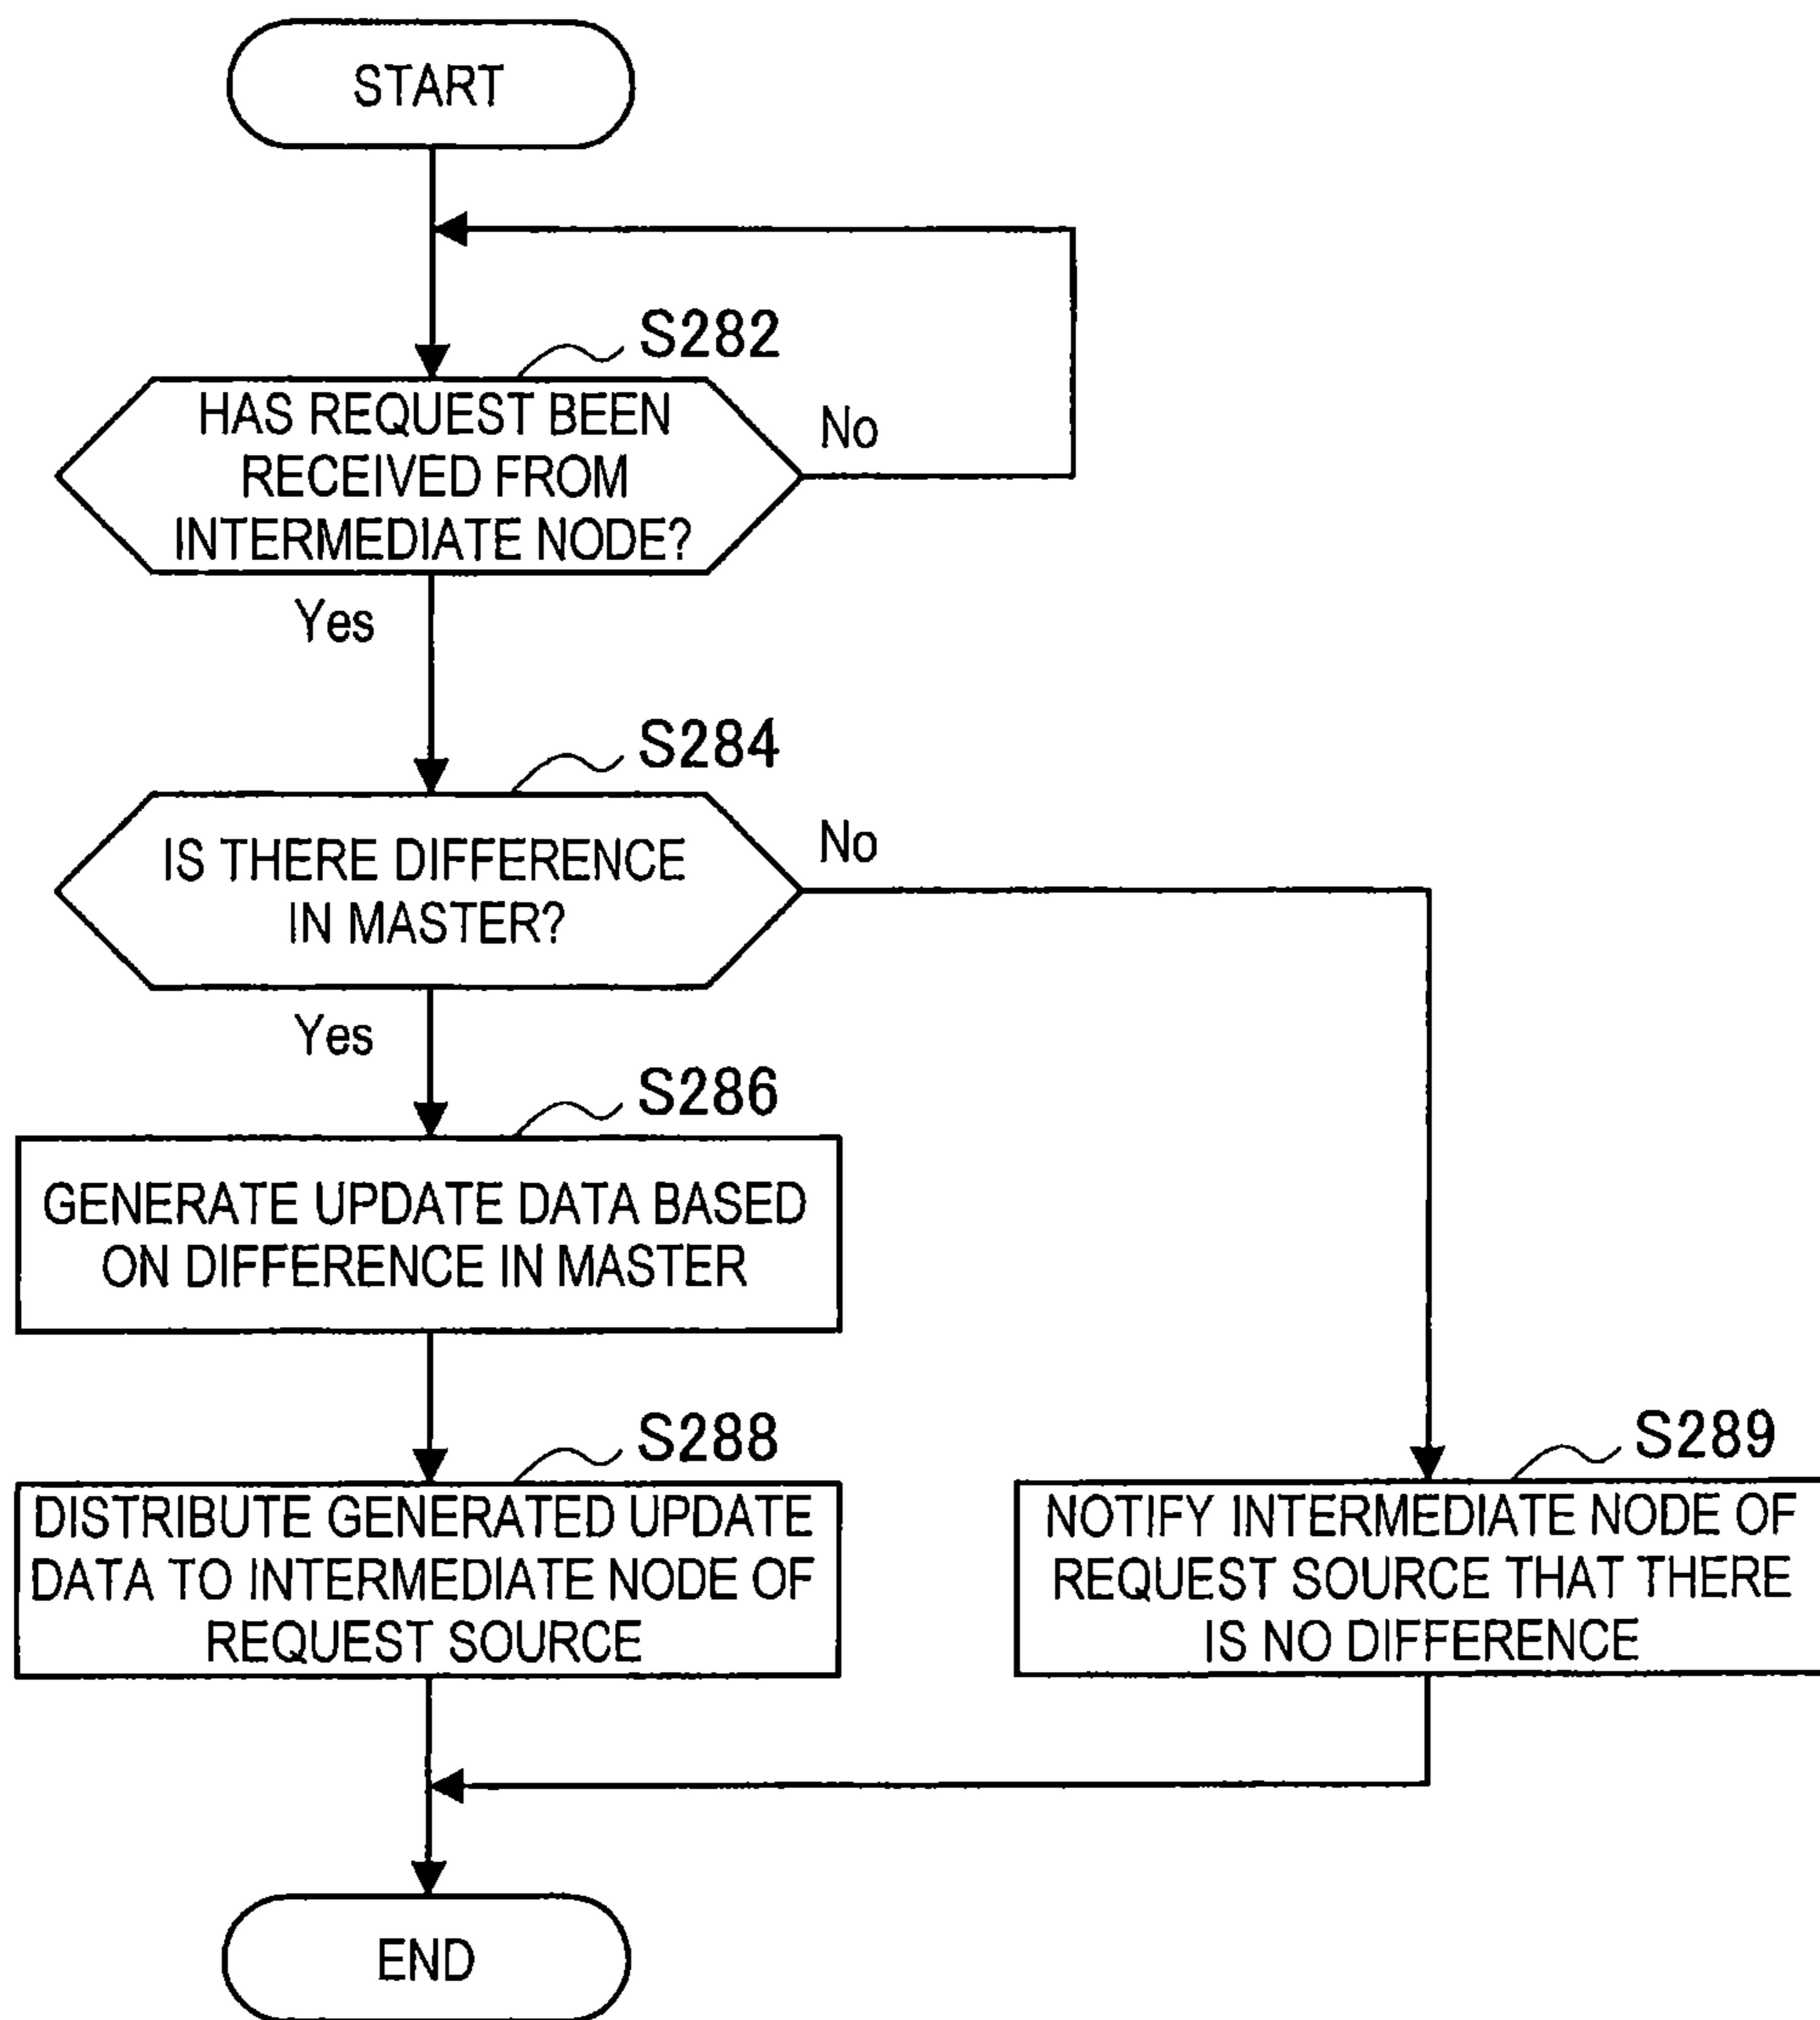 START
S282
HAS REQUEST BEEN
RECEIVED FROM
INTERMEDIATE NODE?
No
Yes
S284
IS THERE DIFFERENCE
IN MASTER?
No
Yes
S286
GENERATE UPDATE DATA BASED
ON DIFFERENCE IN MASTER
S288
DISTRIBUTE GENERATED UPDATE
DATA TO INTERMEDIATE NODE OF
REQUEST SOURCE
S289
NOTIFY INTERMEDIATE NODE OF
REQUEST SOURCE THAT THERE
IS NO DIFFERENCE
END